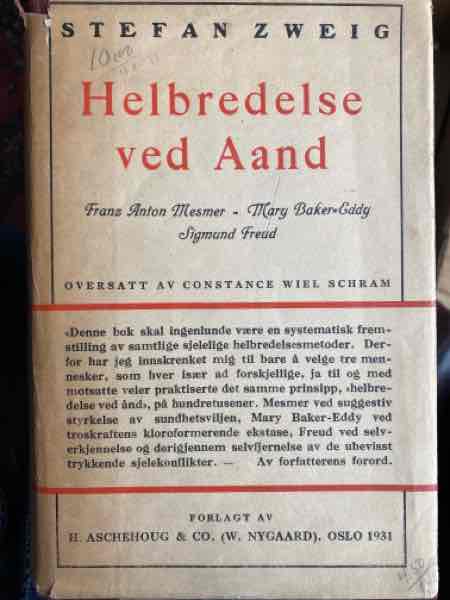 STEFAN ZWEIG
Helbredelse
ved Aand
Franz Anton Mesmer - Mary Baker-Eddy
Sigmund Freud
OVERSATT AV CONSTANCE WIEL SCHRAM
«Denne bok skal ingenlunde være en systematisk frem-
stilling av samtlige sjelelige helbredelsesmetoder. Der-
for har jeg innskrenket mig til bare å velge tre men-
nesker, som hver især ad forskjellige, ja til og med
motsatte veier praktiserte det samme prinsipp, »helbre-
delse ved ånd«, på hundretusener. Mesmer ved suggestiv
styrkelse av sundhetsviljen, Mary Baker-Eddy ved
troskraftens kloroformerende ekstase, Freud ved selv-
erkjennelse og derigjennem selvfjernelse av de ubevisst
trykkende sjelekonflikter. — Av forfatterens forord.
FORLAGT AV
H. ASCHEHOUG & CO. (W. NYGAARD), OSLO 1931